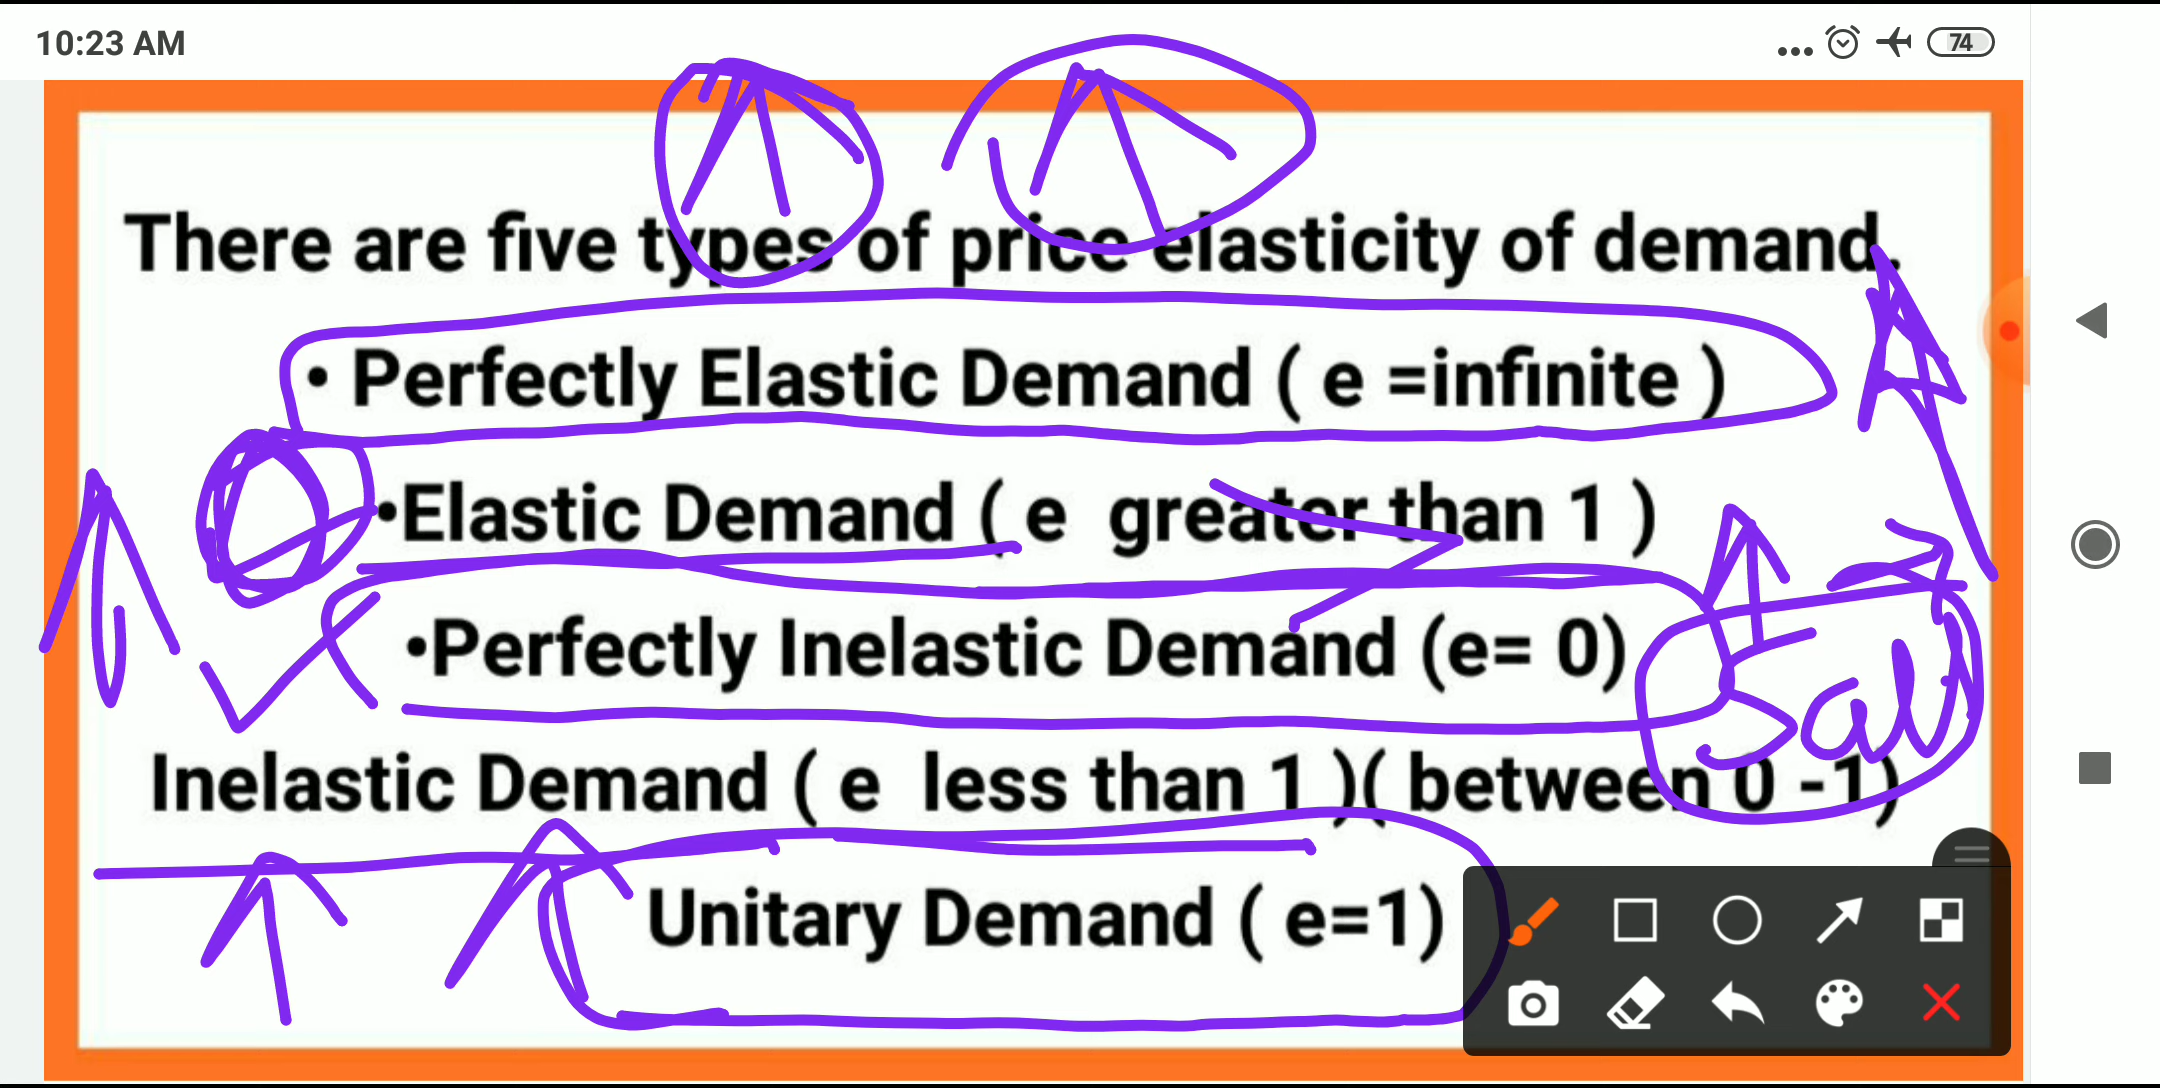 10:23 AM
74
There are five types of price elasticity of demand.
• Perfectly Elastic Demand ( e =infinite )
•Elastic Demand ( e greater than 1 )
•Perfectly Inelastic Demand (e= 0)
Salt
Inelastic Demand ( e less than 1 )( between 0 -1)
Unitary Demand ( e=1)